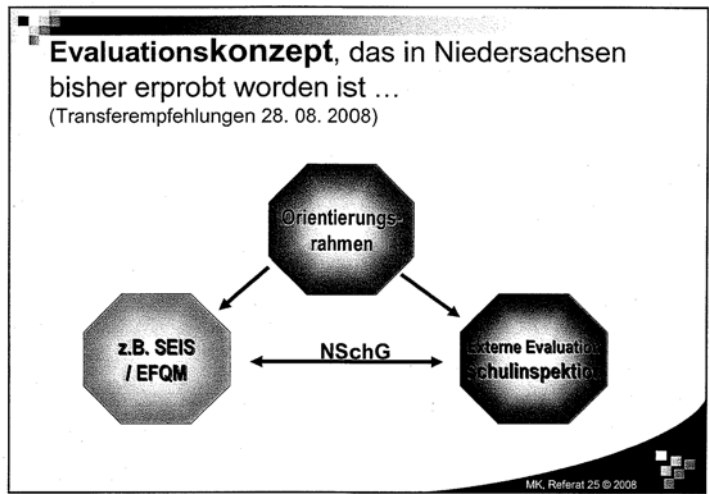 Evaluationskonzept, das in Niedersachsen
bisher erprobt worden ist ...
(Transferempfehlungen 28. 08. 2008)
Orientierungs-
rahmen
z.B. SEIS
/ EFQM
NSchG
Externe Evaluation
Schulinspektion
MK, Referat 25 © 2008